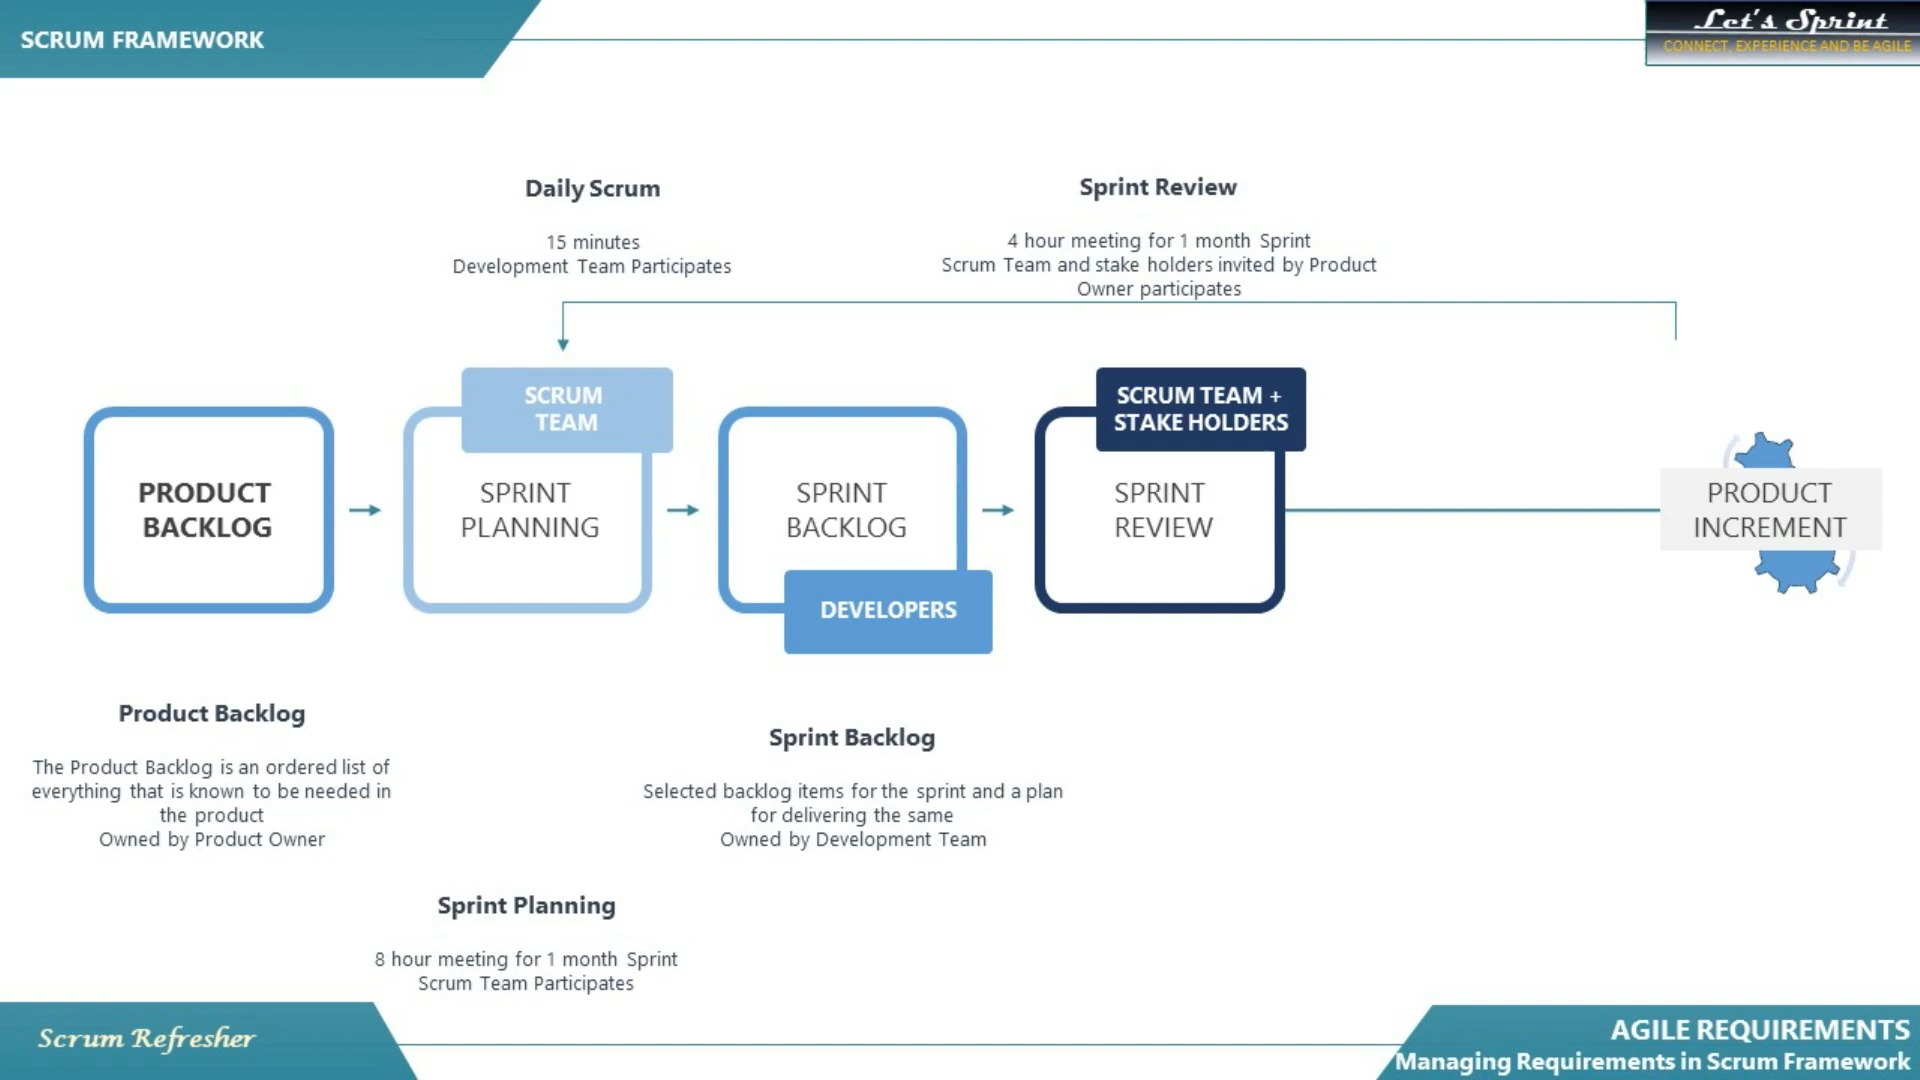 SCRUM FRAMEWORK
Let's Sprint
CONNECT, EXPERIENCE AND BE AGILE
Daily Scrum
15 minutes
Development Team Participates
Sprint Review
4 hour meeting for 1 month Sprint
Scrum Team and stake holders invited by Product
Owner participates
SCRUM
TEAM
SCRUM TEAM +
STAKE HOLDERS
PRODUCT
BACKLOG
SPRINT
PLANNING
SPRINT
BACKLOG
SPRINT
REVIEW
PRODUCT
INCREMENT
DEVELOPERS
Product Backlog
The Product Backlog is an ordered list of
everything that is known to be needed in
the product
Owned by Product Owner
Sprint Backlog
Selected backlog items for the sprint and a plan
for delivering the same
Owned by Development Team
Sprint Planning
8 hour meeting for 1 month Sprint
Scrum Team Participates
Scrum Refresher
AGILE REQUIREMENTS
Managing Requirements in Scrum Framework